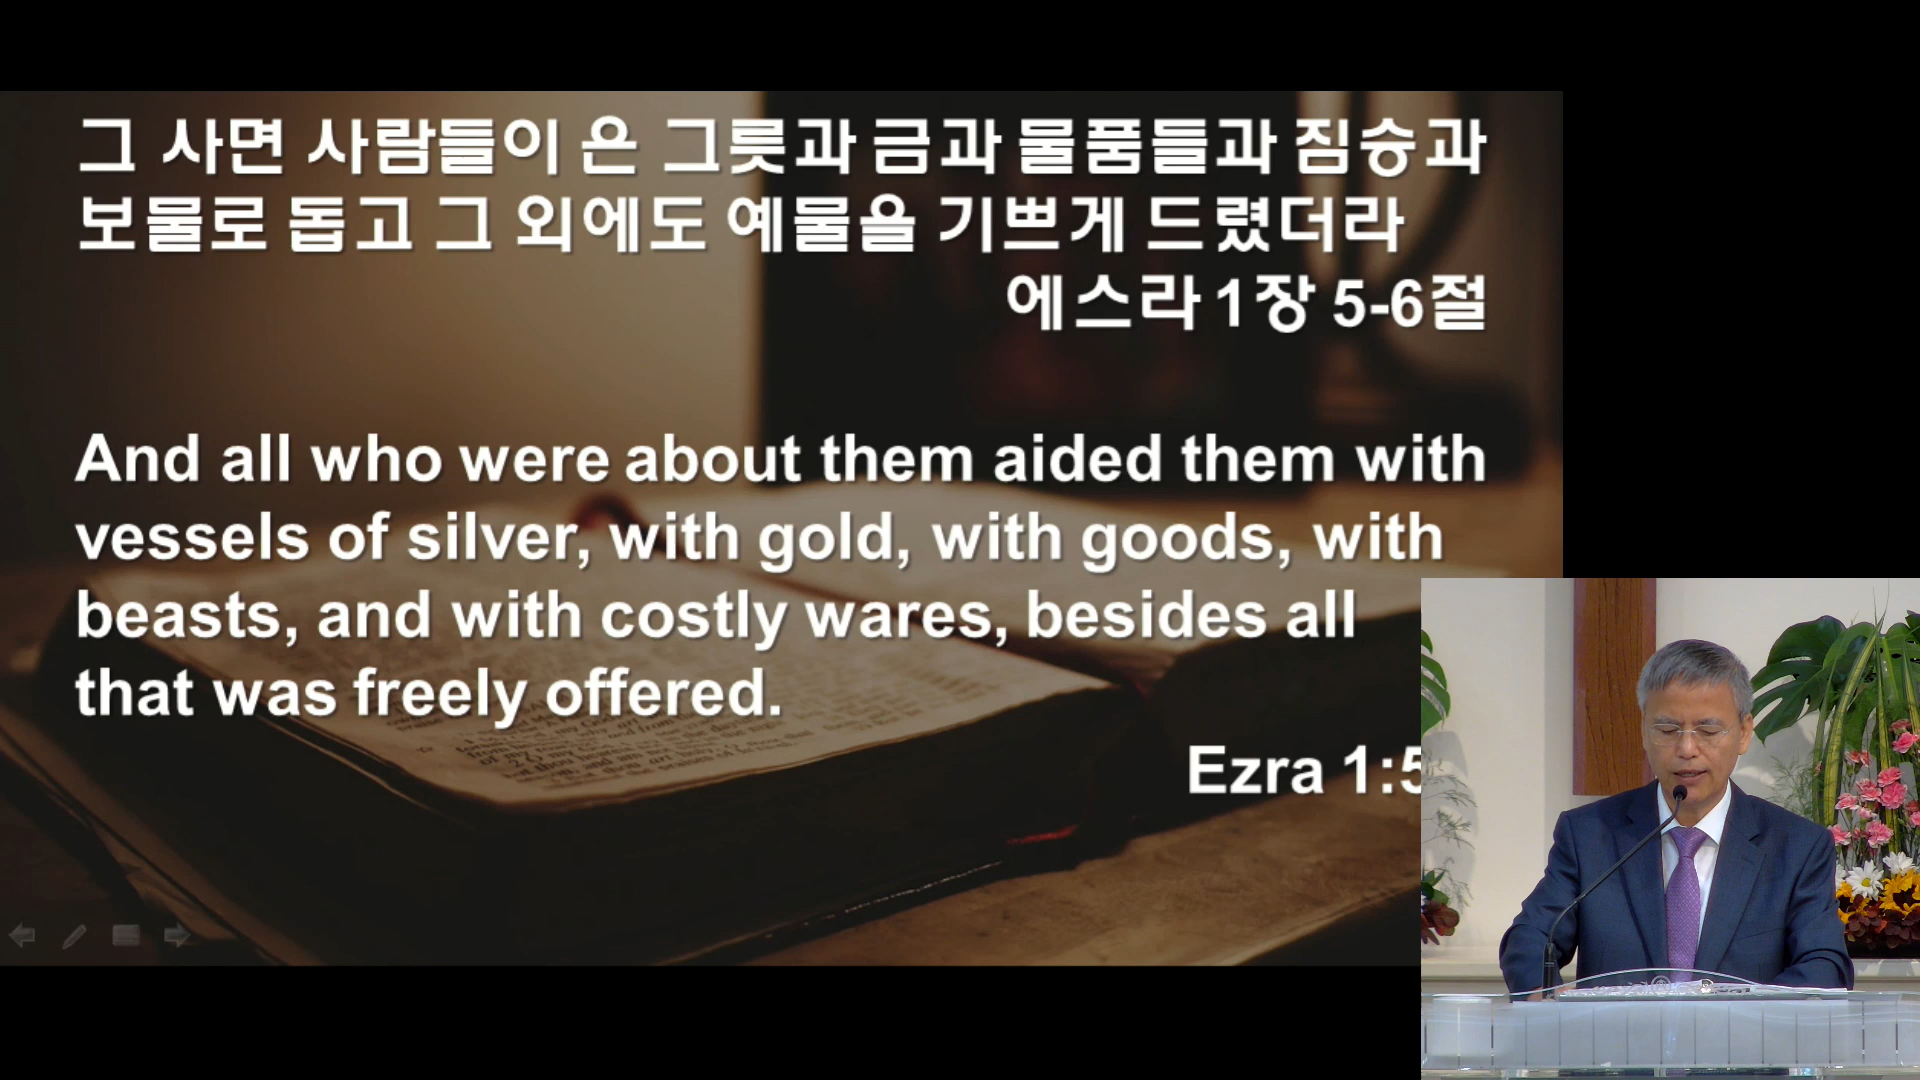 그 사면 사람들이 은 그릇과 금과 물품들과 짐승과
보물로 돕고 그 외에도 예물을 기쁘게 드렸더라
에스라 1장 5-6절
And all who were about them aided them with
vessels of silver, with gold, with goods, with
beasts, and with costly wares, besides all
that was freely offered.
Ezra 1:5